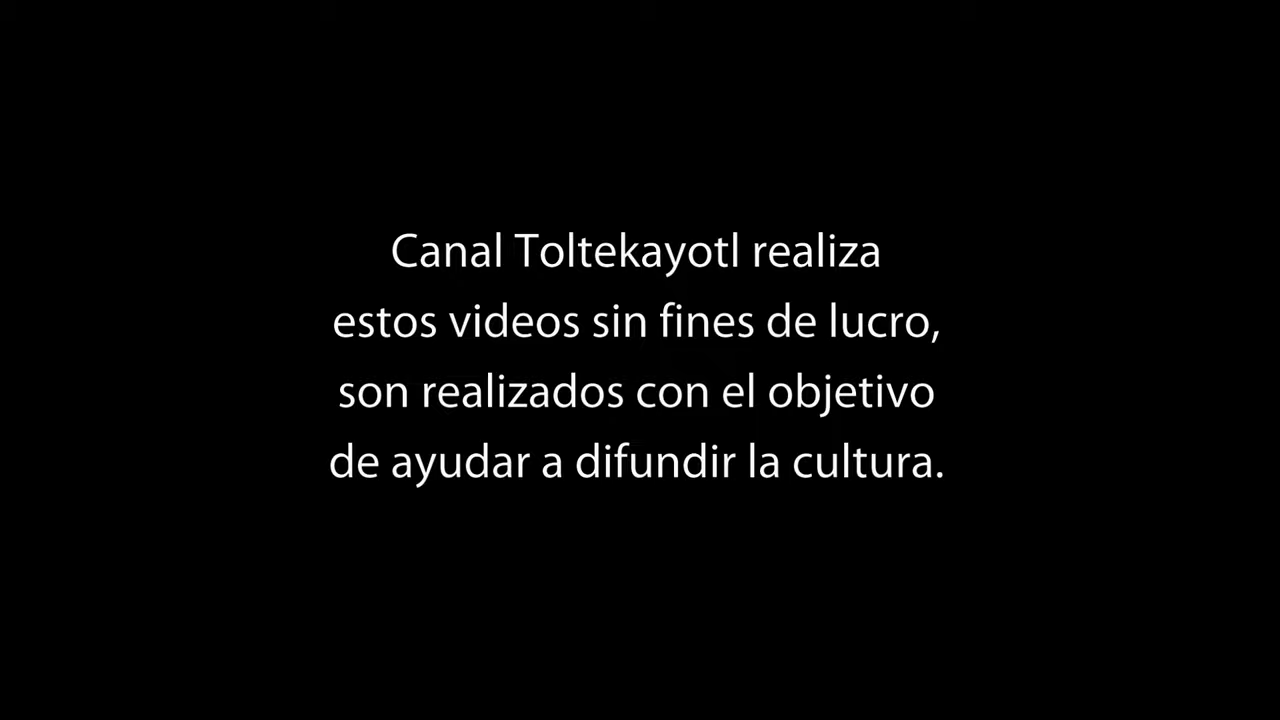 Canal Toltekayotl realiza
estos videos sin fines de lucro,
son realizados con el objetivo
de ayudar a difundir la cultura.